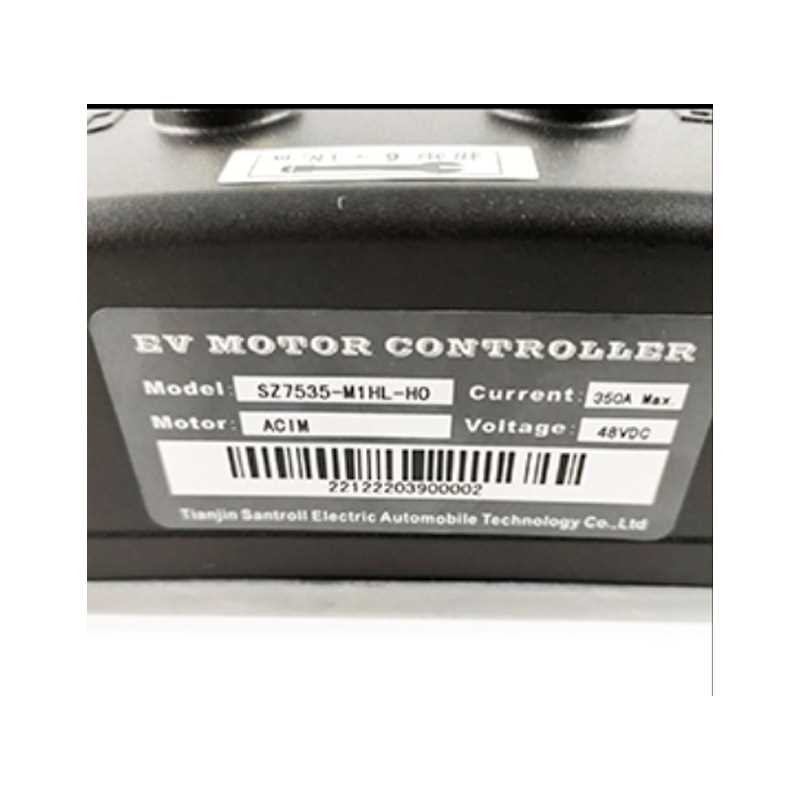 EV MOTOR CONTROLLER
Model: SZ7535-M1HL-HO Current: 350A Max.
Motor: ACIM Voltage: 48VDC
22122203900002
Tianjin Santroll Electric Automobile Technology Co.,Ltd